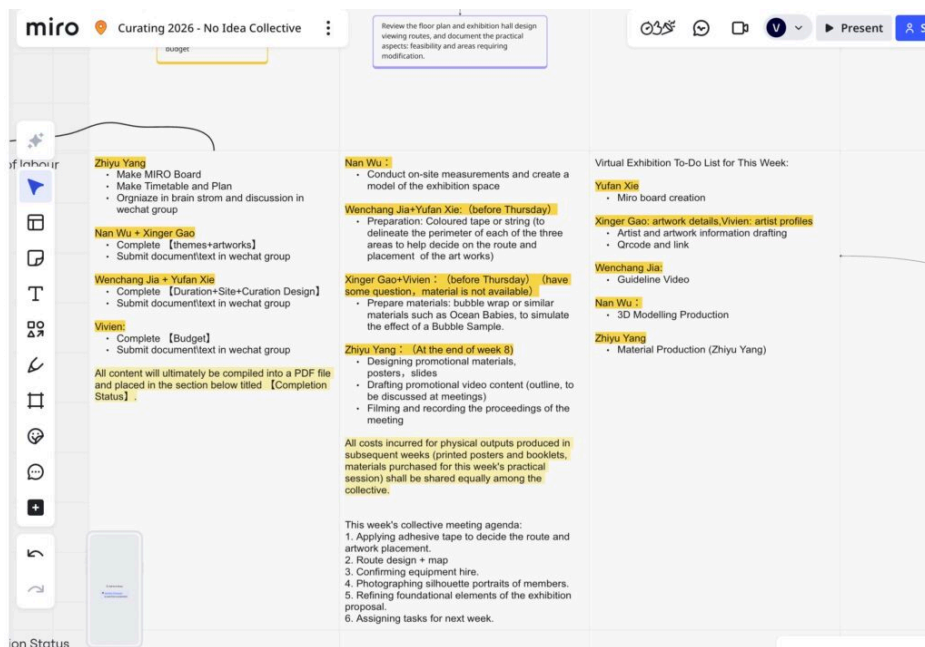 miro
Curating 2026 - No Idea Collective
V
Present
budget
Review the floor plan and exhibition hall design
viewing routes, and document the practical
aspects: feasibility and areas requiring
modification.
of labour
Zhiyu Yang
· Make MIRO Board
· Make Timetable and Plan
· Orgniaze in brain strom and discussion in
wechat group
Nan Wu + Xinger Gao
· Complete 【themes+artworks】
· Submit document\text in wechat group
Wenchang Jia + Yufan Xie
· Complete 【Duration+Site+Curation Design】
· Submit document\text in wechat group
Vivien:
· Complete 【Budget】
· Submit document\text in wechat group
All content will ultimately be compiled into a PDF file
and placed in the section below titled 【Completion
Status】.
Nan Wu：
· Conduct on-site measurements and create a
model of the exhibition space
Wenchang Jia+Yufan Xie:（before Thursday）
· Preparation: Coloured tape or string (to
delineate the perimeter of each of the three
areas to help decide on the route and
placement of the art works)
Xinger Gao+Vivien：（before Thursday）（have
some question，material is not available）
· Prepare materials: bubble wrap or similar
materials such as Ocean Babies, to simulate
the effect of a Bubble Sample.
Zhiyu Yang：（At the end of week 8)
· Designing promotional materials,
posters，slides
· Drafting promotional video content (outline, to
be discussed at meetings)
· Filming and recording the proceedings of the
meeting
All costs incurred for physical outputs produced in
subsequent weeks (printed posters and booklets,
materials purchased for this week's practical
session) shall be shared equally among the
collective.
This week's collective meeting agenda:
1. Applying adhesive tape to decide the route and
artwork placement.
2. Route design + map
3. Confirming equipment hire.
4. Photographing silhouette portraits of members.
5. Refining foundational elements of the exhibition
proposal.
6. Assigning tasks for next week.
Virtual Exhibition To-Do List for This Week:
Yufan Xie
· Miro board creation
Xinger Gao: artwork details,Vivien: artist profiles
· Artist and artwork information drafting
· Qrcode and link
Wenchang Jia:
· Guideline Video
Nan Wu：
· 3D Modelling Production
Zhiyu Yang
· Material Production (Zhiyu Yang)
ion Status